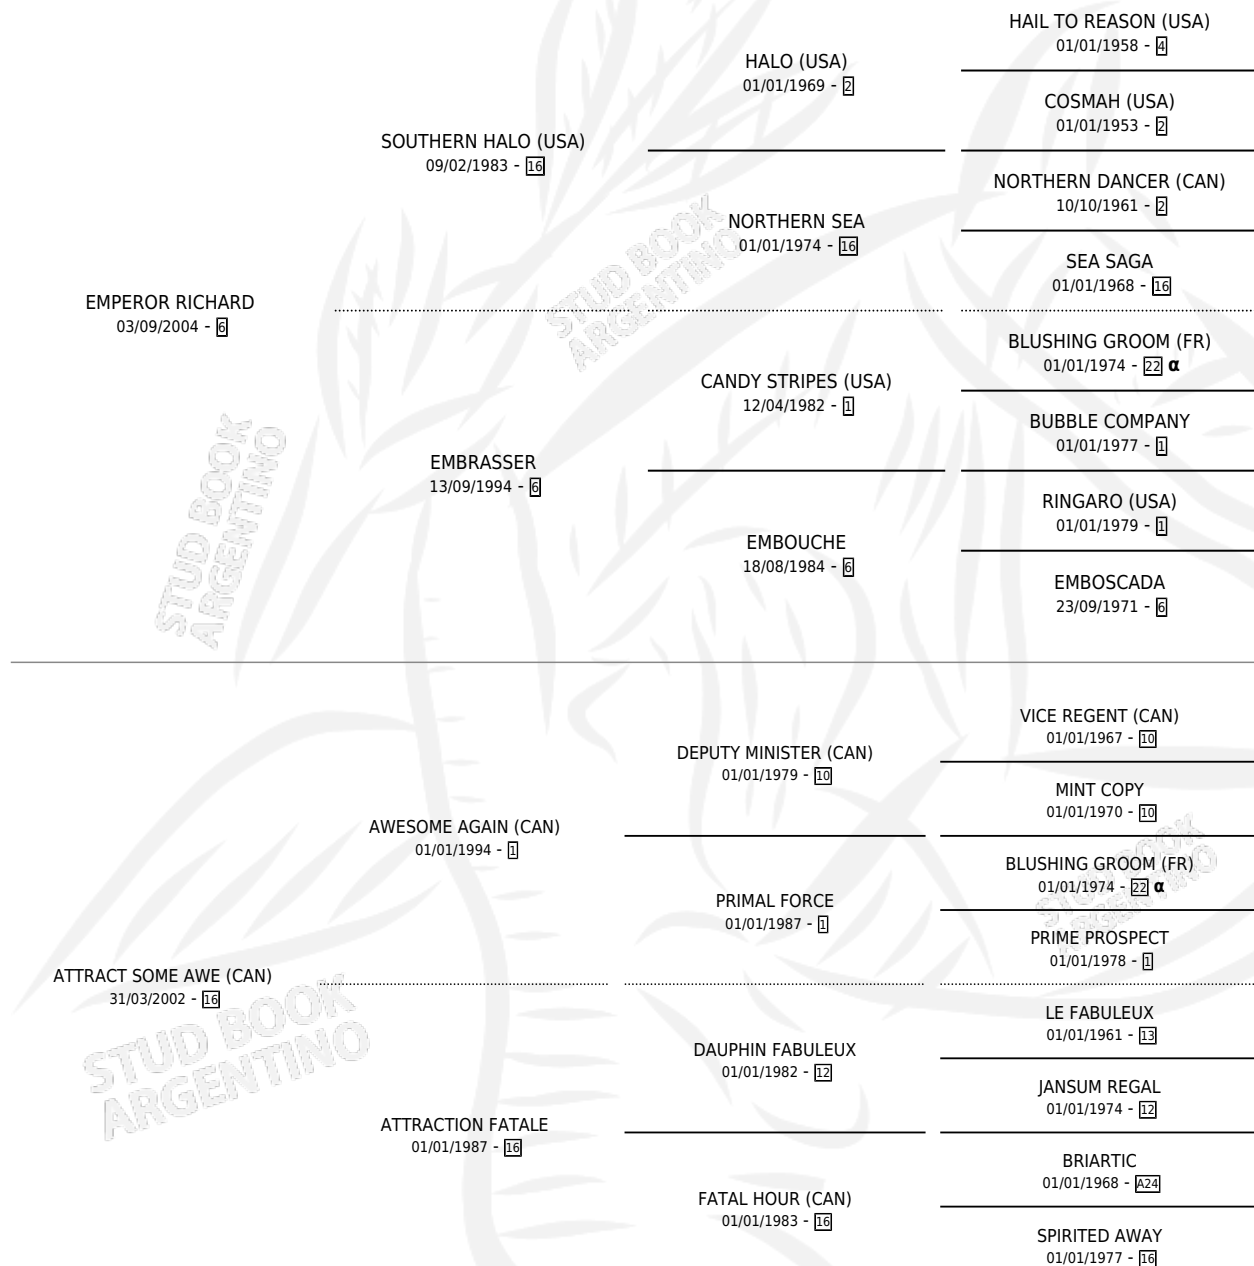 HAIL TO REASON (USA)
01/01/1958 - 4
HALO (USA)
01/01/1969 - 2
COSMAH (USA)
01/01/1953 - 2
SOUTHERN HALO (USA)
09/02/1983 - 16
NORTHERN DANCER (CAN)
10/10/1961 - 2
NORTHERN SEA
01/01/1974 - 16
SEA SAGA
01/01/1968 - 16
EMPEROR RICHARD
03/09/2004 - 6
BLUSHING GROOM (FR)
01/01/1974 - 22 α
CANDY STRIPES (USA)
12/04/1982 - 1
BUBBLE COMPANY
01/01/1977 - 1
EMBRASSER
13/09/1994 - 6
RINGARO (USA)
01/01/1979 - 1
EMBOUCHE
18/08/1984 - 6
EMBOSCADA
23/09/1971 - 6
VICE REGENT (CAN)
01/01/1967 - 10
DEPUTY MINISTER (CAN)
01/01/1979 - 10
MINT COPY
01/01/1970 - 10
AWESOME AGAIN (CAN)
01/01/1994 - 1
BLUSHING GROOM (FR)
01/01/1974 - 22 α
PRIMAL FORCE
01/01/1987 - 1
PRIME PROSPECT
01/01/1978 - 1
ATTRACT SOME AWE (CAN)
31/03/2002 - 16
LE FABULEUX
01/01/1961 - 13
DAUPHIN FABULEUX
01/01/1982 - 12
JANSUM REGAL
01/01/1974 - 12
ATTRACTION FATALE
01/01/1987 - 16
BRIARTIC
01/01/1968 - A24
FATAL HOUR (CAN)
01/01/1983 - 16
SPIRITED AWAY
01/01/1977 - 16
STUD BOOK
ARGENTINO
STUD BOOK
ARGENTINO
STUD BOOK
ARGENTINO
STUD BOOK
ARGENTINO